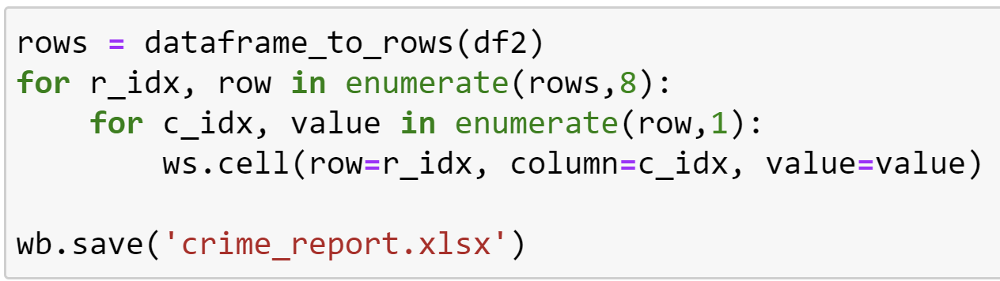 rows = dataframe_to_rows(df2)
for r_idx, row in enumerate(rows,8):
    for c_idx, value in enumerate(row,1):
        ws.cell(row=r_idx, column=c_idx, value=value)

wb.save('crime_report.xlsx')